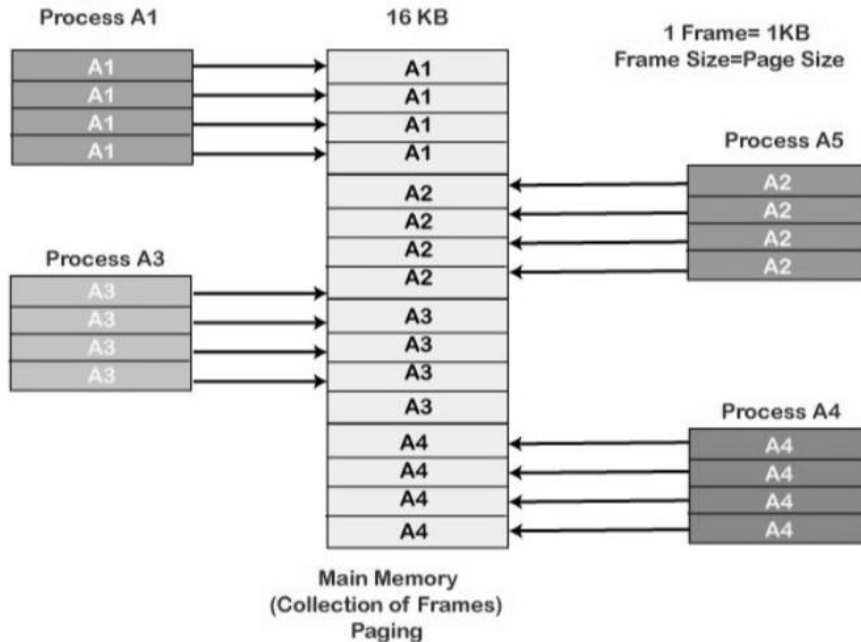 Process A1
A1
A1
A1
A1
Process A3
A3
A3
A3
A3
16 KB
A1
A1
A1
A1
A2
A2
A2
A2
A3
A3
A3
A3
A4
A4
A4
A4
Main Memory
(Collection of Frames)
Paging
1 Frame= 1KB
Frame Size=Page Size
Process A5
A2
A2
A2
A2
Process A4
A4
A4
A4
A4